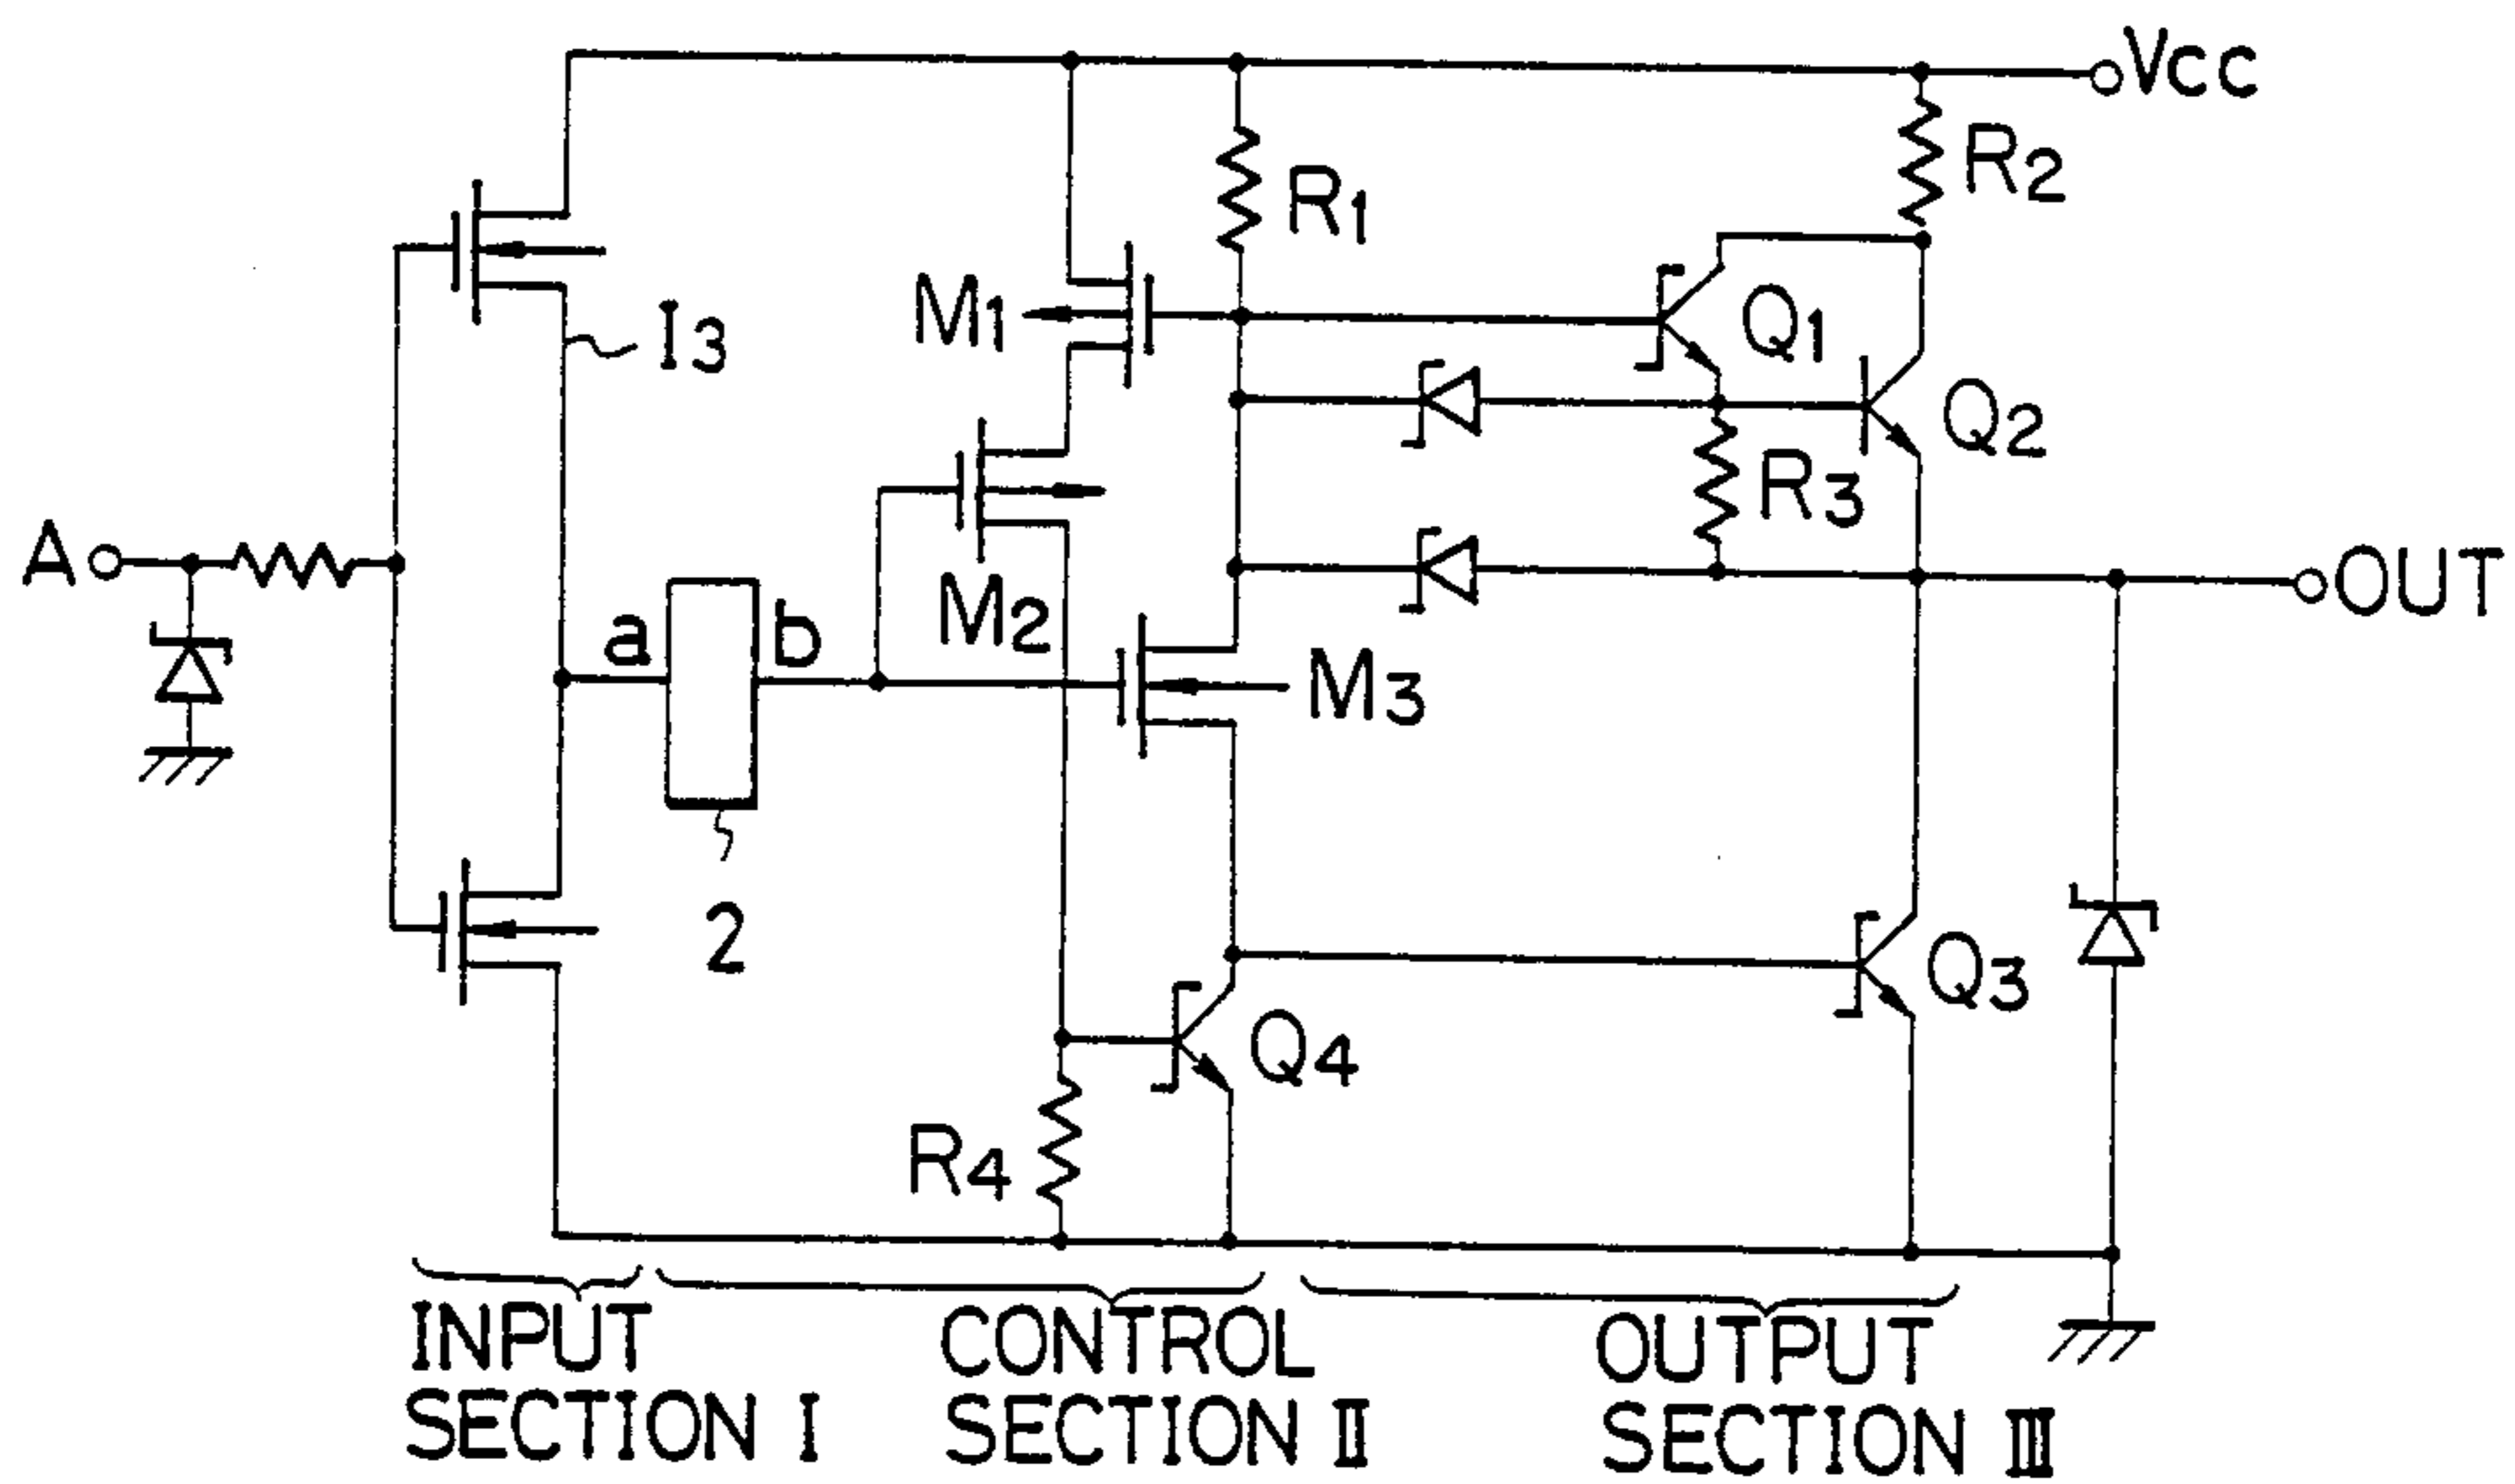 Vcc
R2
R1
M1
Q1
I3
Q2
R3
A
OUT
a
b
M2
M3
2
Q3
Q4
R4
INPUT SECTION I
CONTROL SECTION II
OUTPUT SECTION III